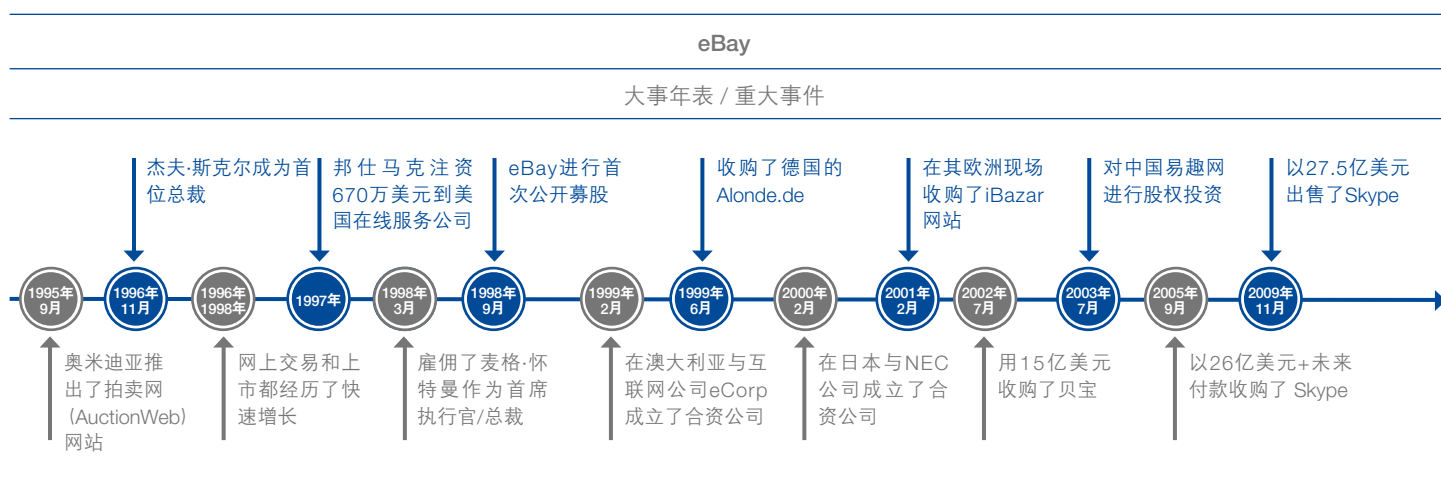 eBay
大事年表 / 重大事件
杰夫·斯克尔成为首
位总裁
邦仕马克注资
670万美元到美
国在线服务公司
eBay进行首
次公开募股
收购了德国的
Alonde.de
在其欧洲现场
收购了iBazar
网站
对中国易趣网
进行股权投资
以27.5亿美元
出售了Skype
1995年
9月
1996年
11月
1996年
1998年
1997年
1998年
3月
1998年
9月
1999年
2月
1999年
6月
2000年
2月
2001年
2月
2002年
7月
2003年
7月
2005年
9月
2009年
11月
奥米迪亚推
出了拍卖网
(AuctionWeb)
网站
网上交易和上
市都经历了快
速增长
雇佣了麦格·怀
特曼作为首席
执行官/总裁
在澳大利亚与互
联网公司eCorp
成立了合资公司
在日本与NEC
公司成立了合
资公司
用15亿美元
收购了贝宝
以26亿美元+未来
付款收购了 Skype